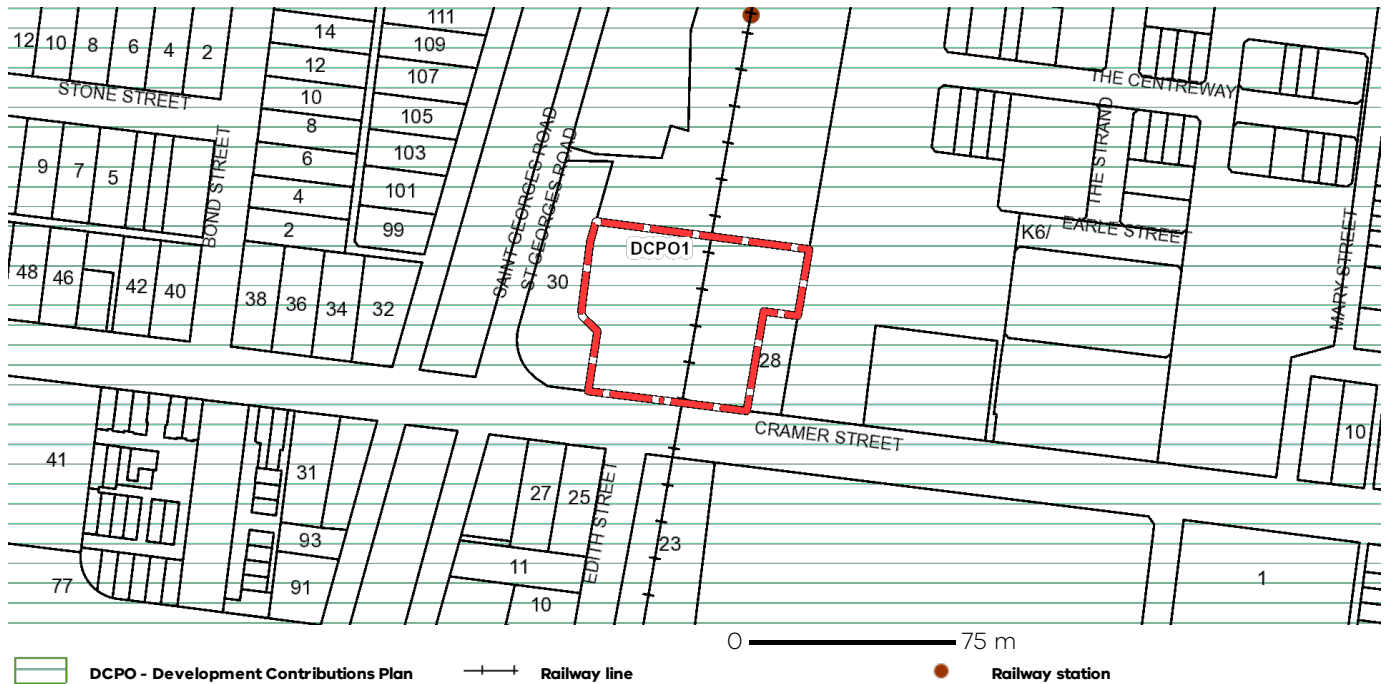 111
12 10 8 6 4 2
14
109
12
107
STONE STREET
THE CENTREWAY
10
105
8
SAINT GEORGES ROAD
ST GEORGES ROAD
THE STRAND
6
103
9 7 5
BOND STREET
4
101
2
99
K6/
EARLE STREET
DCPO1
MARY STREET
48 46 42 40
30
38 36 34 32
28
CRAMER STREET
10
41
31
27 25
EDITH STREET
93
23
11
77
91
10
1
0 75 m
DCPO - Development Contributions Plan
Railway line
Railway station